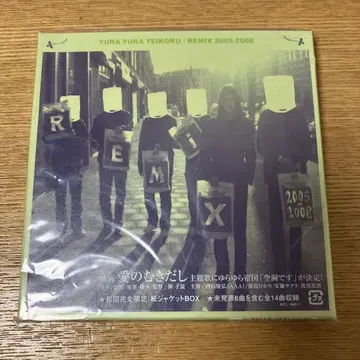 YURA YURA TEIKOKU / REMIX 2005-2008
R E M i X
2005
2008
愛のむきだし 主題歌にゆらゆら帝国「空洞です」が決定!
★初回完全限定:紙ジャケットBOX ★未発表6曲を含む全14曲収録